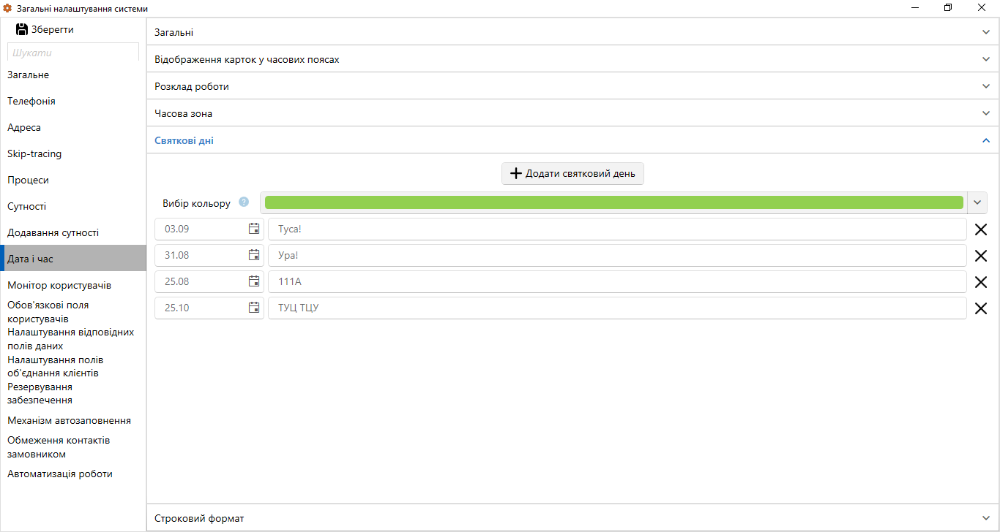 Загальні налаштування системи
Зберегти
Шукати
Загальне
Телефонія
Адреса
Skip-tracing
Процеси
Сутності
Додавання сутності
Дата і час
Монітор користувачів
Обов'язкові поля
користувачів
Налаштування відповідних
полів даних
Налаштування полів
об'єднання клієнтів
Резервування
забезпечення
Механізм автозаповнення
Обмеження контактів
замовником
Автоматизація роботи
Загальні
Відображення карток у часових поясах
Розклад роботи
Часова зона
Святкові дні
Додати святковий день
Вибір кольору ?
03.09 Туса!
31.08 Ура!
25.08 111А
25.10 ТУЦ ТЦУ
Строковий формат